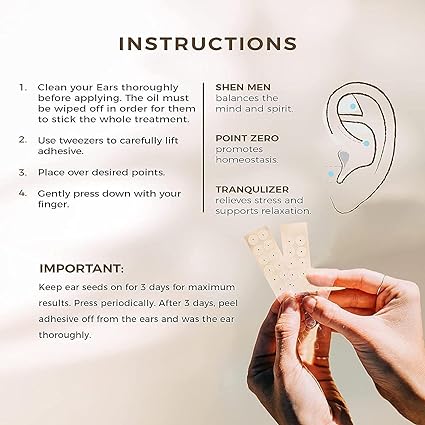 INSTRUCTIONS
1. Clean your Ears thoroughly
before applying. The oil must
be wiped off in order for them
to stick the whole treatment.
2. Use tweezers to carefully lift
adhesive.
3. Place over desired points.
4. Gently press down with your
finger.
SHEN MEN
balances the
mind and spirit.
POINT ZERO
promotes
homeostasis.
TRANQULIZER
relieves stress and
supports relaxation.
IMPORTANT:
Keep ear seeds on for 3 days for maximum
results. Press periodically. After 3 days, peel
adhesive off from the ears and was the ear
thoroughly.